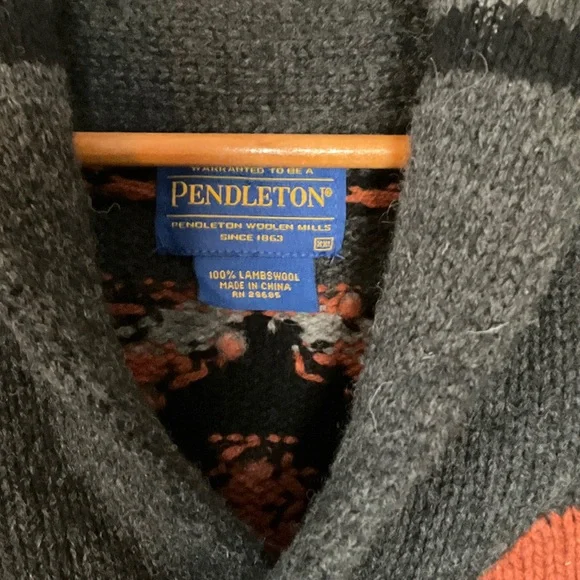 WARRANTED TO BE A
PENDLETON®
PENDLETON WOOLEN MILLS
SINCE 1863
100% LAMBSWOOL
MADE IN CHINA
RN 29685